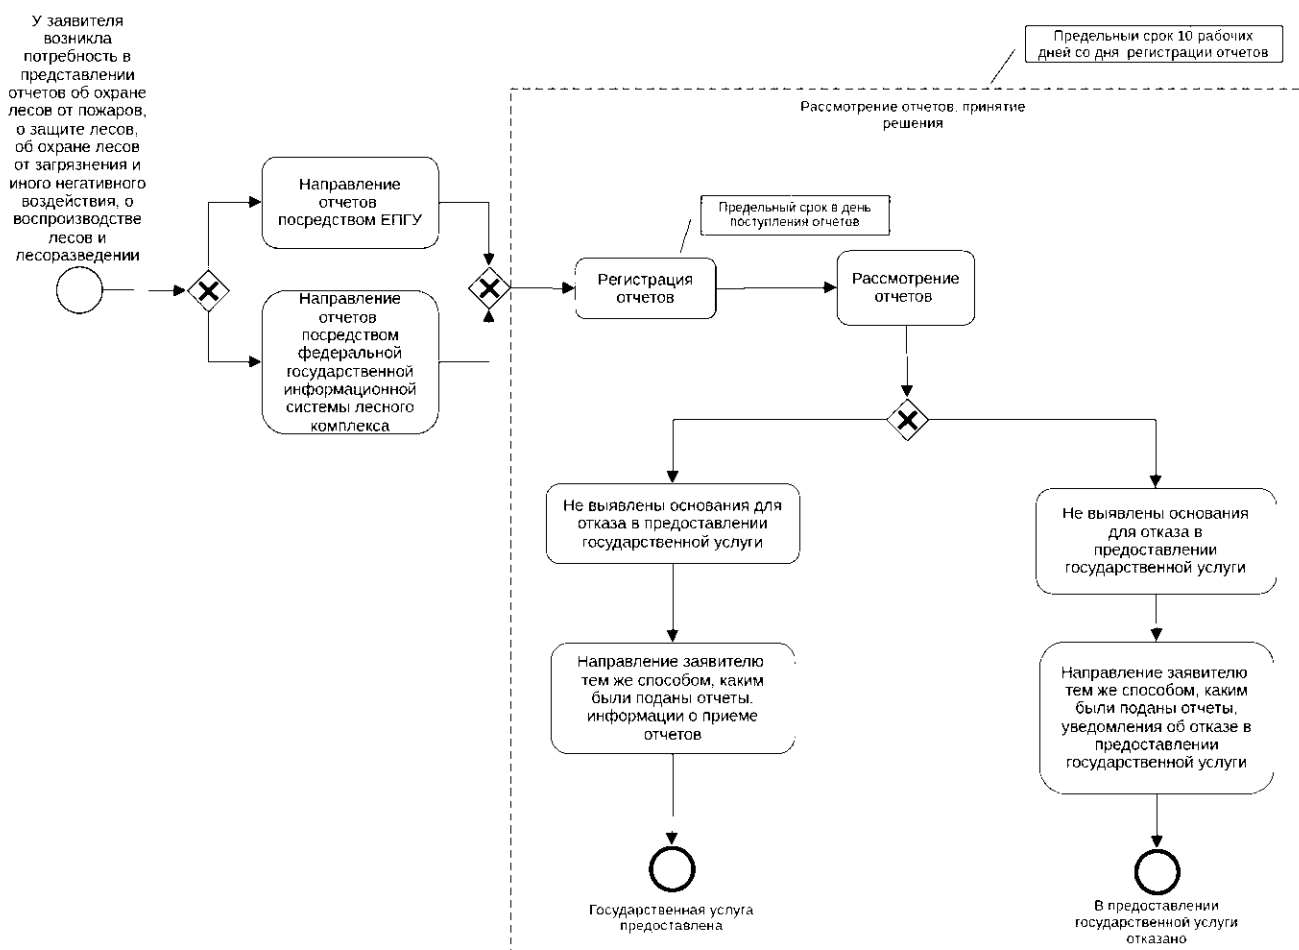 У заявителя
возникла
потребность в
представлении
отчетов об охране
лесов от пожаров,
о защите лесов,
об охране лесов
от загрязнения и
иного негативного
воздействия, о
воспроизводстве
лесов и
лесоразведении
Направление
отчетов
посредством ЕПГУ
Направление
отчетов
посредством
федеральной
государственной
информационной
системы лесного
комплекса
Предельный срок 10 рабочих
дней со дня регистрации отчетов
Рассмотрение отчетов, принятие
решения
Предельный срок в день
поступления отчетов
Регистрация
отчетов
Рассмотрение
отчетов
Не выявлены основания для
отказа в предоставлении
государственной услуги
Направление заявителю
тем же способом, каким
были поданы отчеты.
информации о приеме
отчетов
Государственная услуга
предоставлена
Не выявлены основания
для отказа в
предоставлении
государственной услуги
Направление заявителю
тем же способом, каким
были поданы отчеты,
уведомления об отказе в
предоставлении
государственной услуги
В предоставлении
государственной услуги
отказано